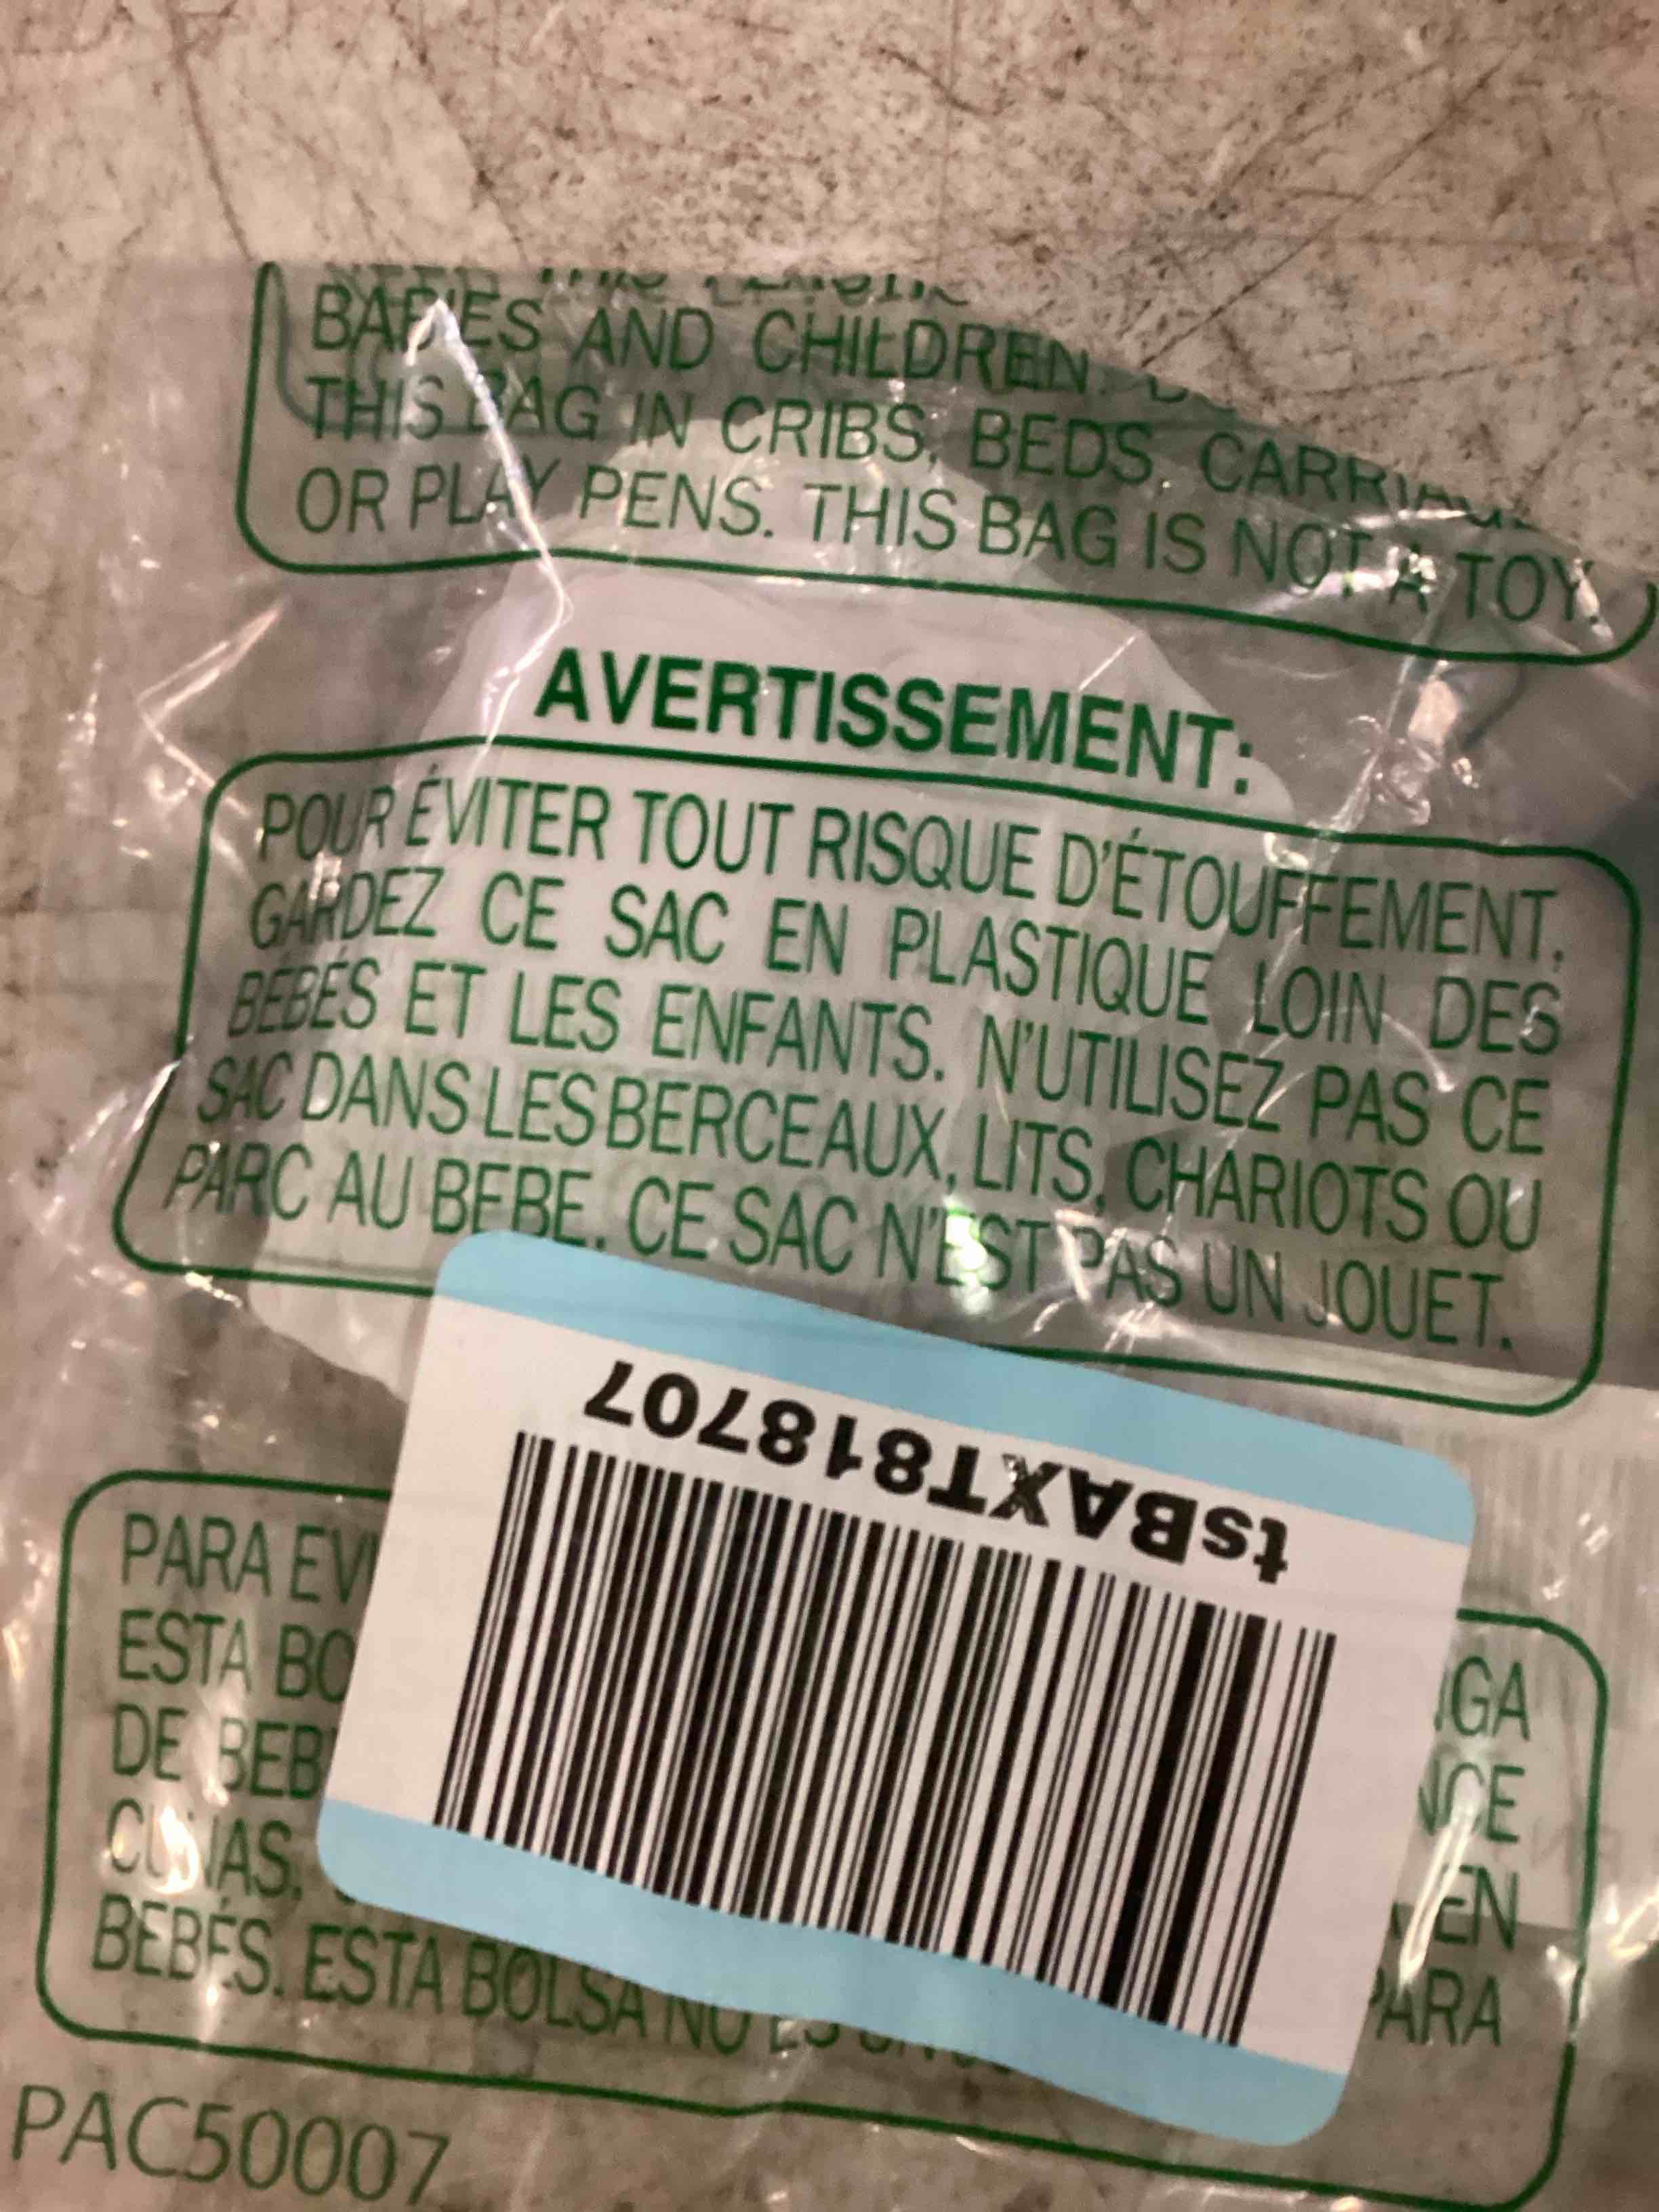 BABIES AND CHILDREN.
THIS BAG IN CRIBS, BEDS,
OR PLAY PENS. THIS BAG IS NOT A TOY.
AVERTISSEMENT:
POUR ÉVITER TOUT RISQUE D'ÉTOUFFEMENT,
GARDEZ CE SAC EN PLASTIQUE LOIN DES
BEBÉS ET LES ENFANTS. N'UTILISEZ PAS CE
SAC DANS LES BERCEAUX, LITS, CHARIOTS OU
PARC AU BEBE. CE SAC N'EST PAS UN JOUET.
tsBAXT818707
PARA
ESTA
DE
EN
CUNAS. PARA
BEBÉS. ESTA BOLSA NO
PAC50007